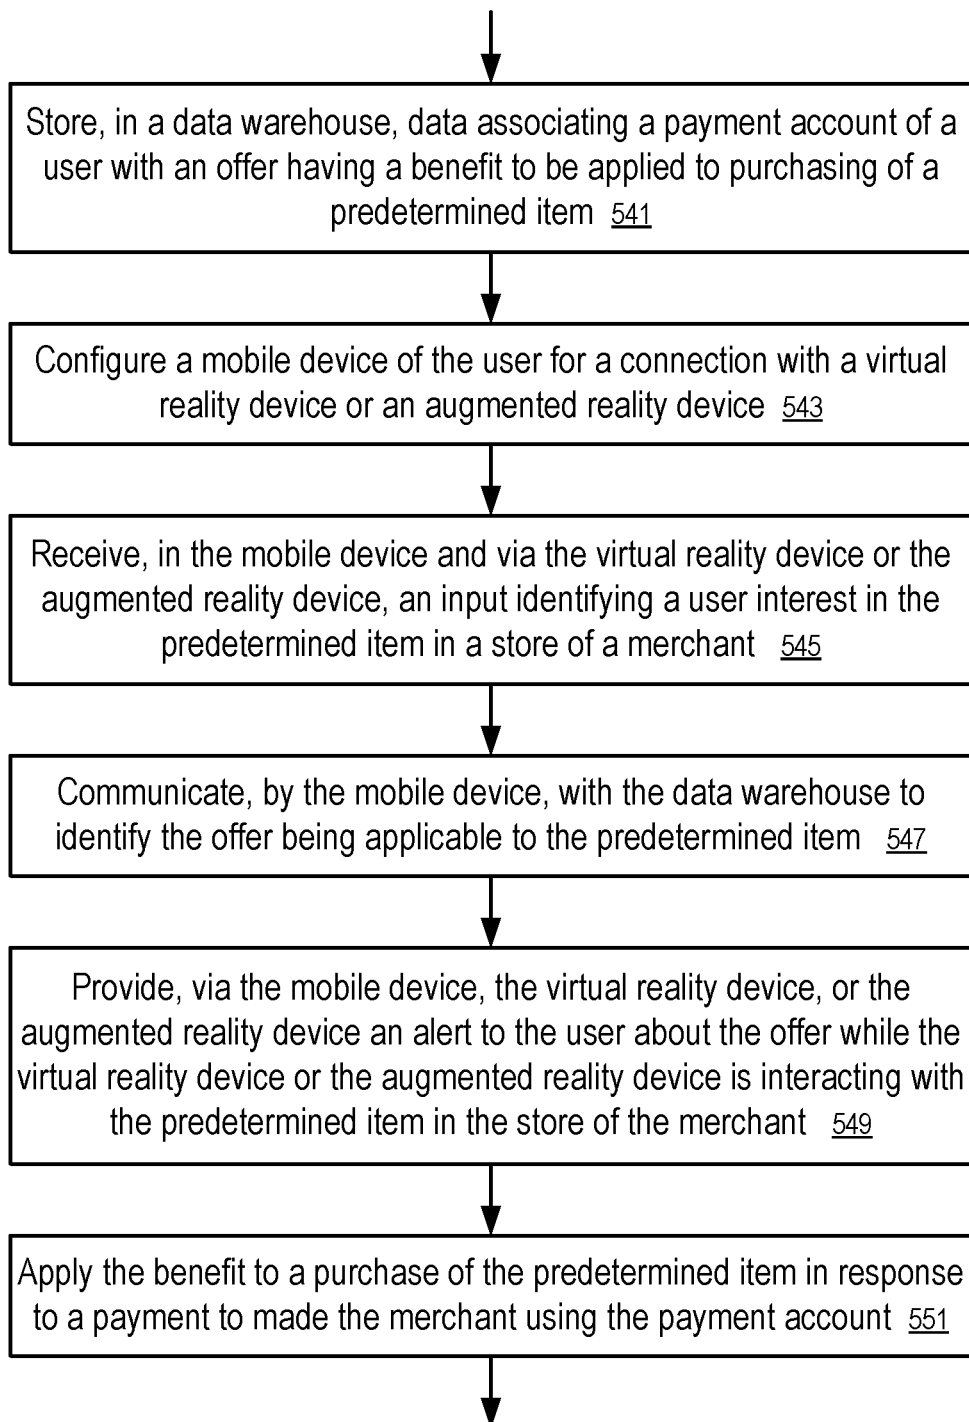 Store, in a data warehouse, data associating a payment account of a
user with an offer having a benefit to be applied to purchasing of a
predetermined item 541
Configure a mobile device of the user for a connection with a virtual
reality device or an augmented reality device 543
Receive, in the mobile device and via the virtual reality device or the
augmented reality device, an input identifying a user interest in the
predetermined item in a store of a merchant 545
Communicate, by the mobile device, with the data warehouse to
identify the offer being applicable to the predetermined item 547
Provide, via the mobile device, the virtual reality device, or the
augmented reality device an alert to the user about the offer while the
virtual reality device or the augmented reality device is interacting with
the predetermined item in the store of the merchant 549
Apply the benefit to a purchase of the predetermined item in response
to a payment to made the merchant using the payment account 551